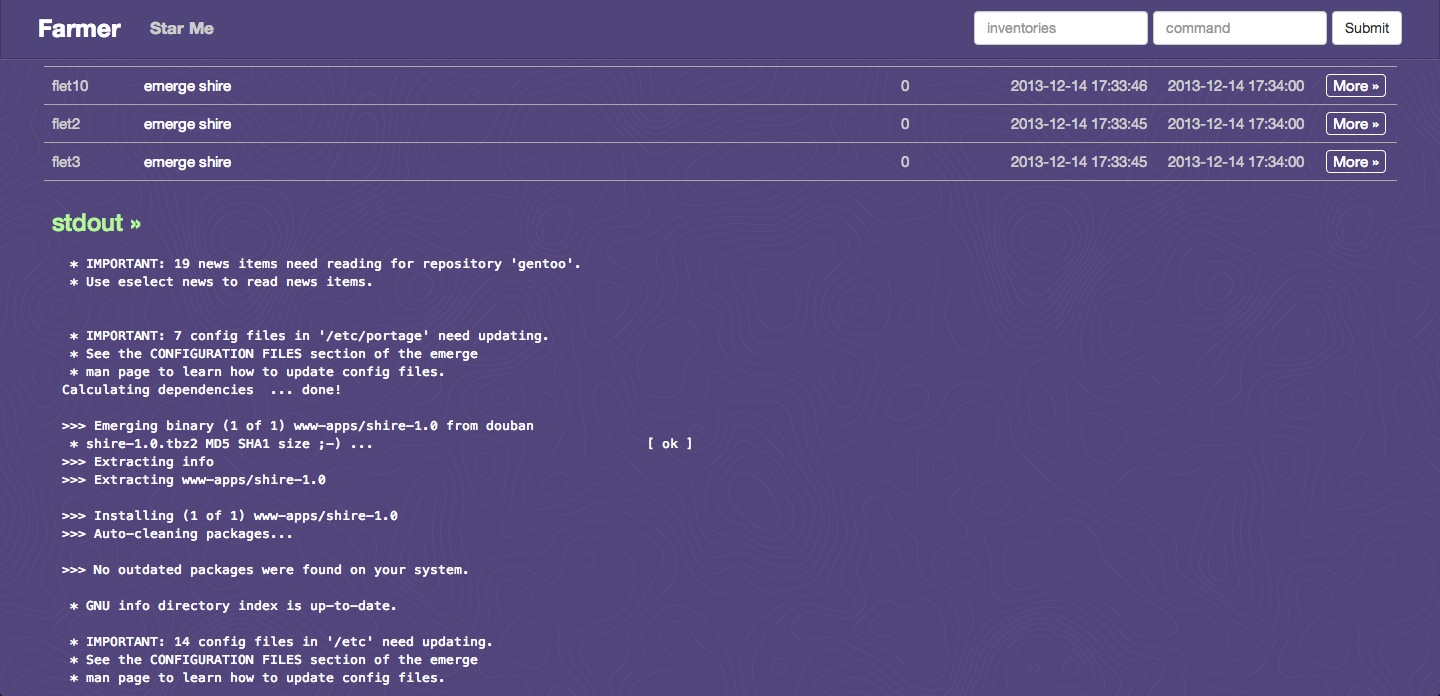 Farmer Star Me inventories command Submit
flet10 emerge shire 0 2013-12-14 17:33:46 2013-12-14 17:34:00 More »
flet2 emerge shire 0 2013-12-14 17:33:45 2013-12-14 17:34:00 More »
flet3 emerge shire 0 2013-12-14 17:33:45 2013-12-14 17:34:00 More »
stdout »
* IMPORTANT: 19 news items need reading for repository 'gentoo'.
* Use eselect news to read news items.
* IMPORTANT: 7 config files in '/etc/portage' need updating.
* See the CONFIGURATION FILES section of the emerge
* man page to learn how to update config files.
Calculating dependencies  ... done!
>>> Emerging binary (1 of 1) www-apps/shire-1.0 from douban
* shire-1.0.tbz2 MD5 SHA1 size ;-) ... [ ok ]
>>> Extracting info
>>> Extracting www-apps/shire-1.0
>>> Installing (1 of 1) www-apps/shire-1.0
>>> Auto-cleaning packages...
>>> No outdated packages were found on your system.
* GNU info directory index is up-to-date.
* IMPORTANT: 14 config files in '/etc' need updating.
* See the CONFIGURATION FILES section of the emerge
* man page to learn how to update config files.